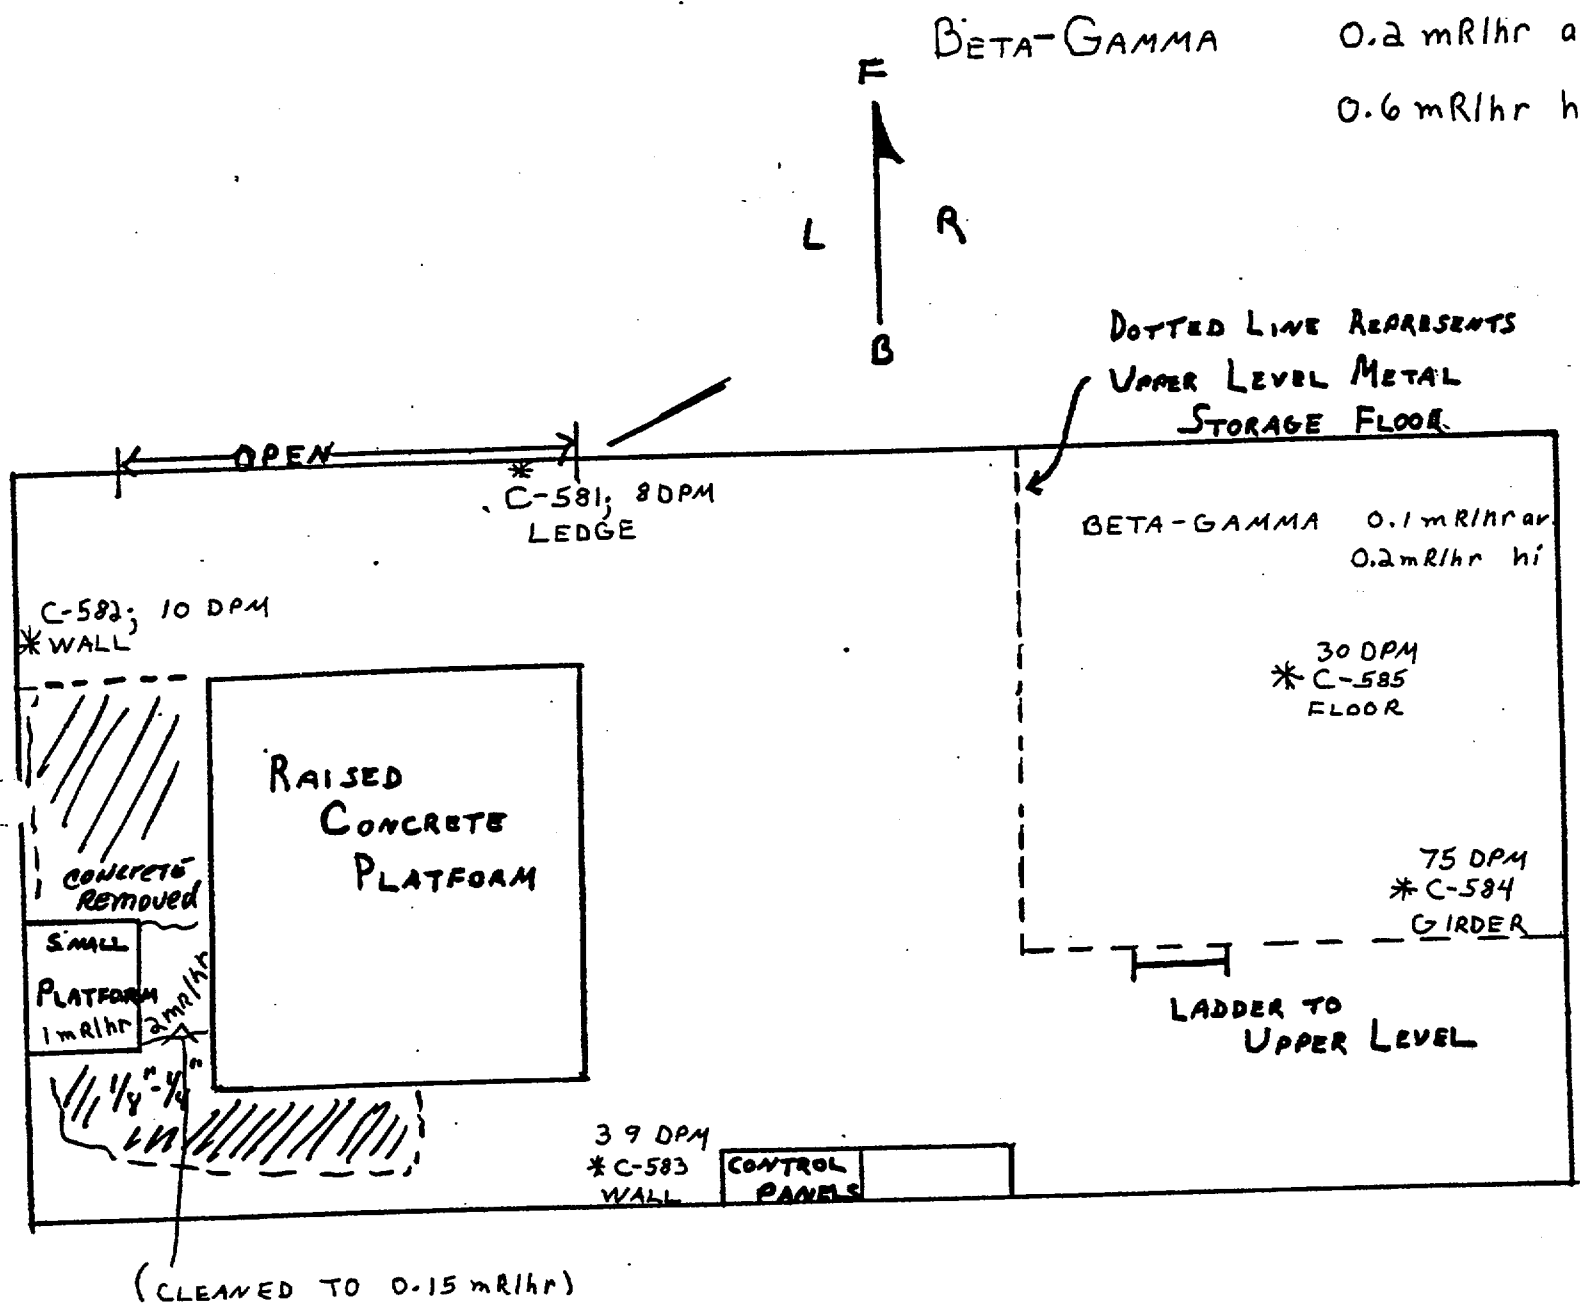 BETA-GAMMA 0.2 mR/hr a
0.6 mR/hr h
F
L R
B
DOTTED LINE REPRESENTS
UPPER LEVEL METAL
STORAGE FLOOR
OPEN
C-581; 8 DPM
LEDGE
BETA-GAMMA 0.1 mR/hr av.
0.2 mR/hr hi
C-582; 10 DPM
WALL
30 DPM
C-585
FLOOR
RAISED
CONCRETE
PLATFORM
CONCRETE
REMOVED
75 DPM
C-584
GIRDER
SMALL
PLATFORM
1 mR/hr
2 mR/hr
LADDER TO
UPPER LEVEL
39 DPM
C-583
WALL
CONTROL
PANELS
(CLEANED TO 0.15 mR/hr)